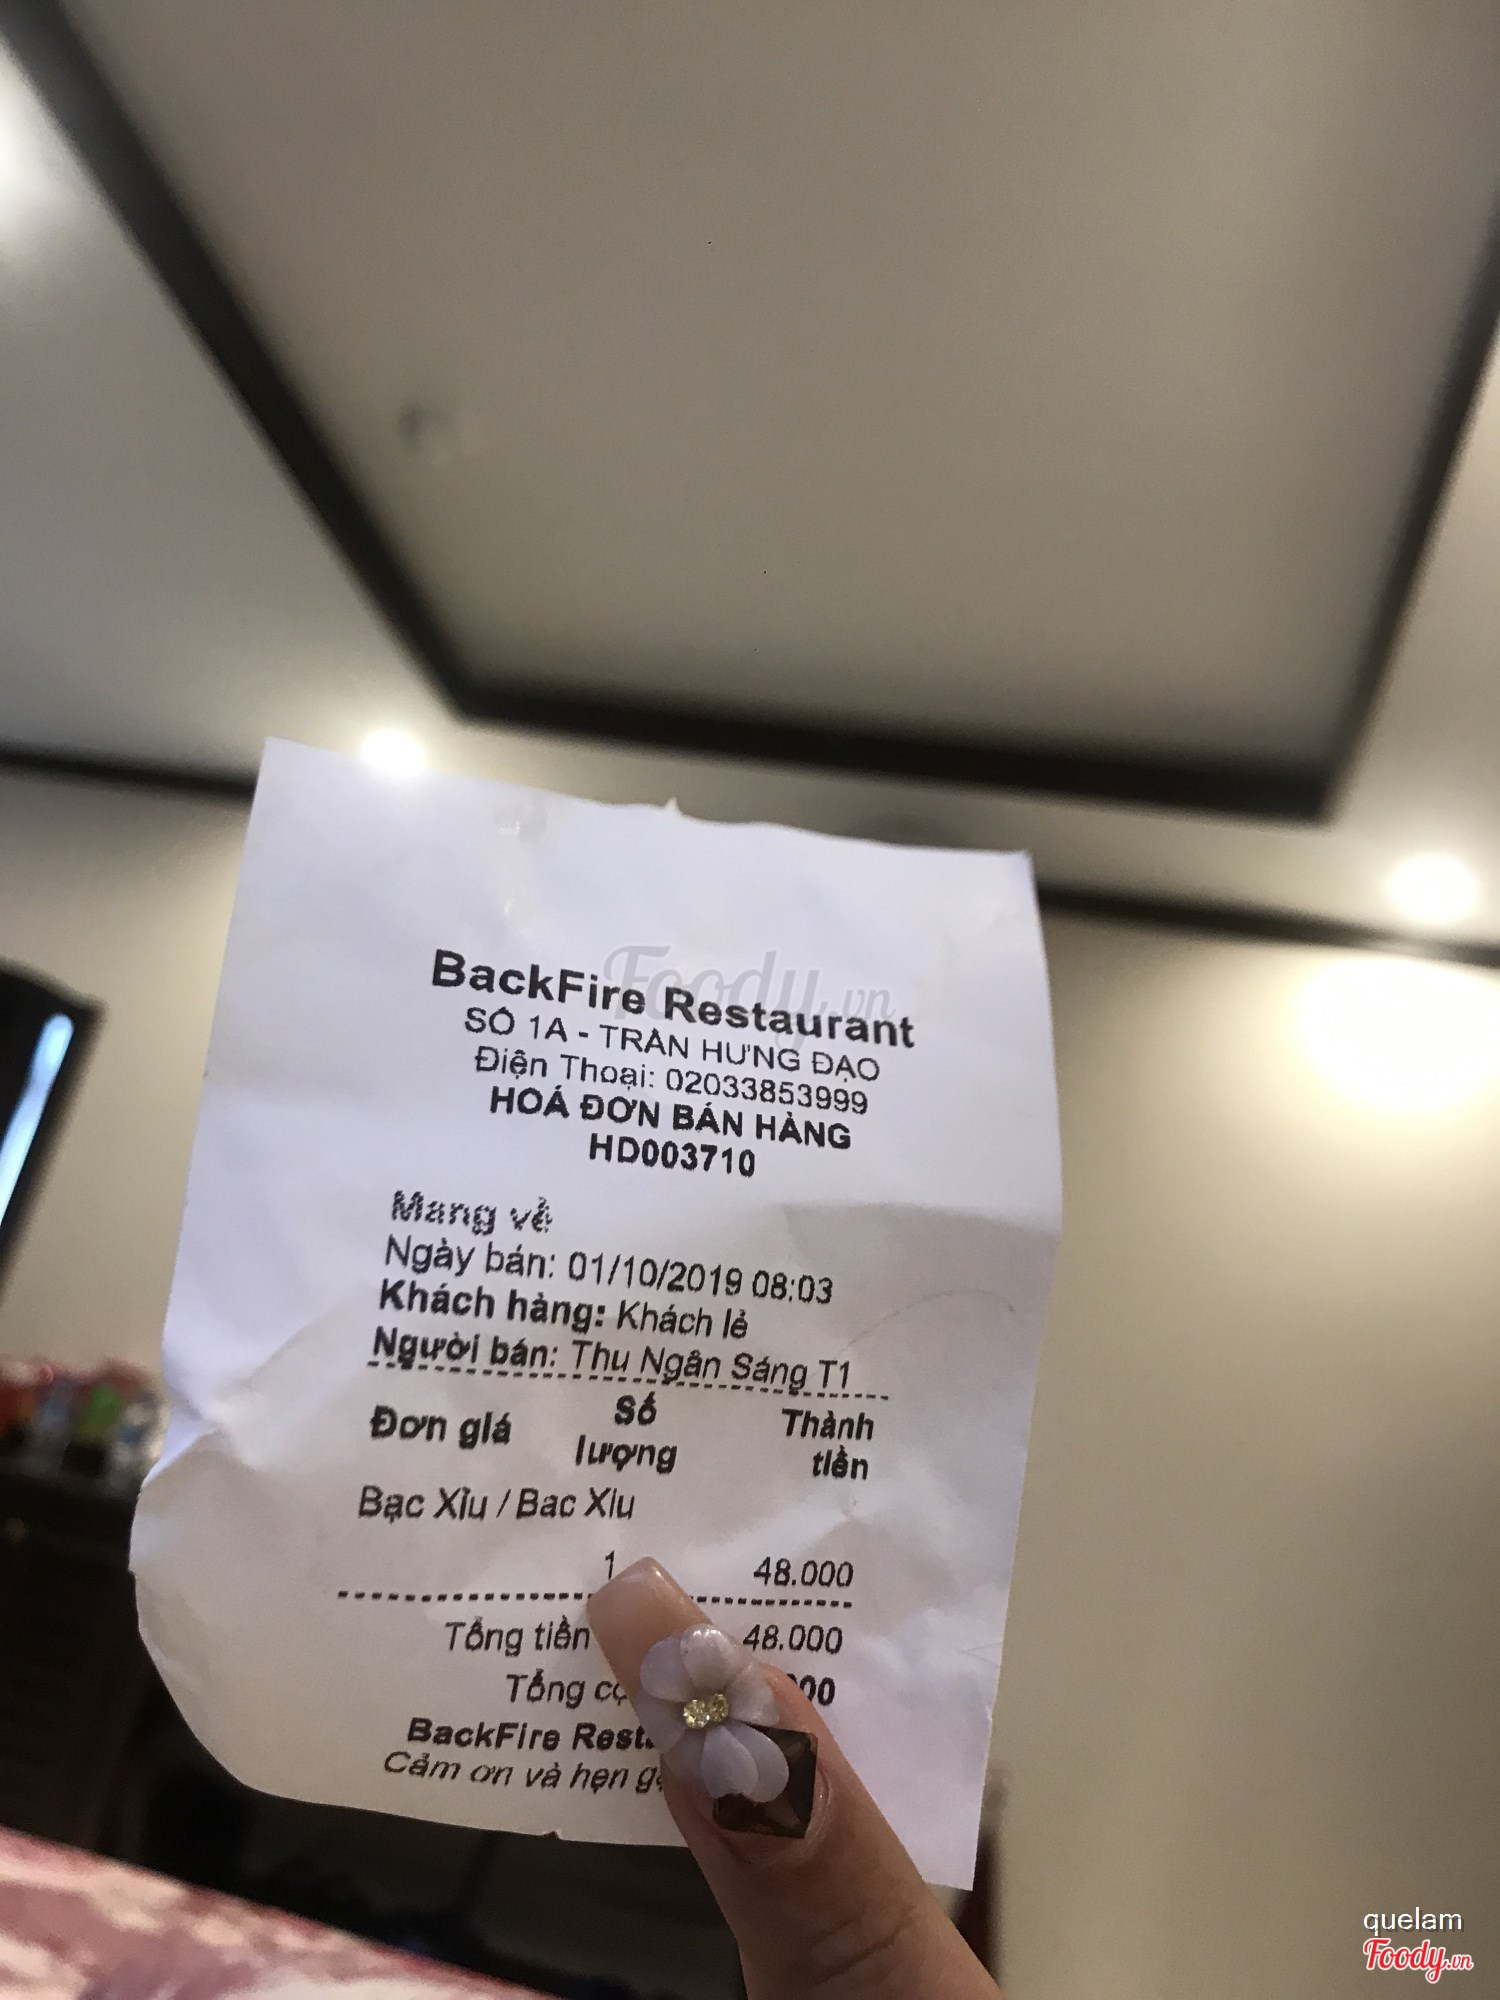 BackFire Restaurant
SỐ 1A - TRẦN HƯNG ĐẠO
Điện Thoại: 02033853999
HOÁ ĐƠN BÁN HÀNG
HD003710
Mang về
Ngày bán: 01/10/2019 08:03
Khách hàng: Khách lẻ
Người bán: Thu Ngân Sáng T1
Đơn giá Số lượng Thành tiền
Bạc Xỉu / Bac Xiu
1 48.000
Tổng tiền 48.000
Tổng
BackFire
Cảm ơn và hẹn
Foody.vn
quelam
Foody.vn